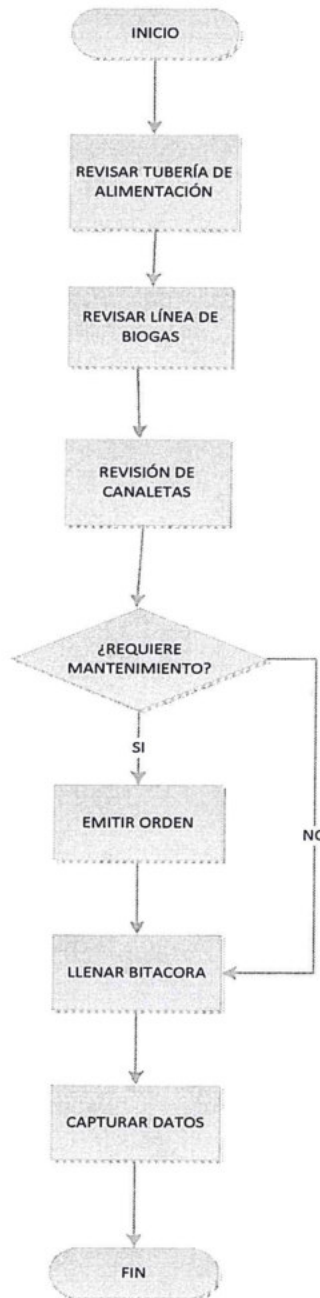 INICIO
REVISAR TUBERÍA DE
ALIMENTACIÓN
REVISAR LÍNEA DE
BIOGAS
REVISIÓN DE
CANALETAS
¿REQUIERE
MANTENIMIENTO?
SI
EMITIR ORDEN
NO
LLENAR BITACORA
CAPTURAR DATOS
FIN